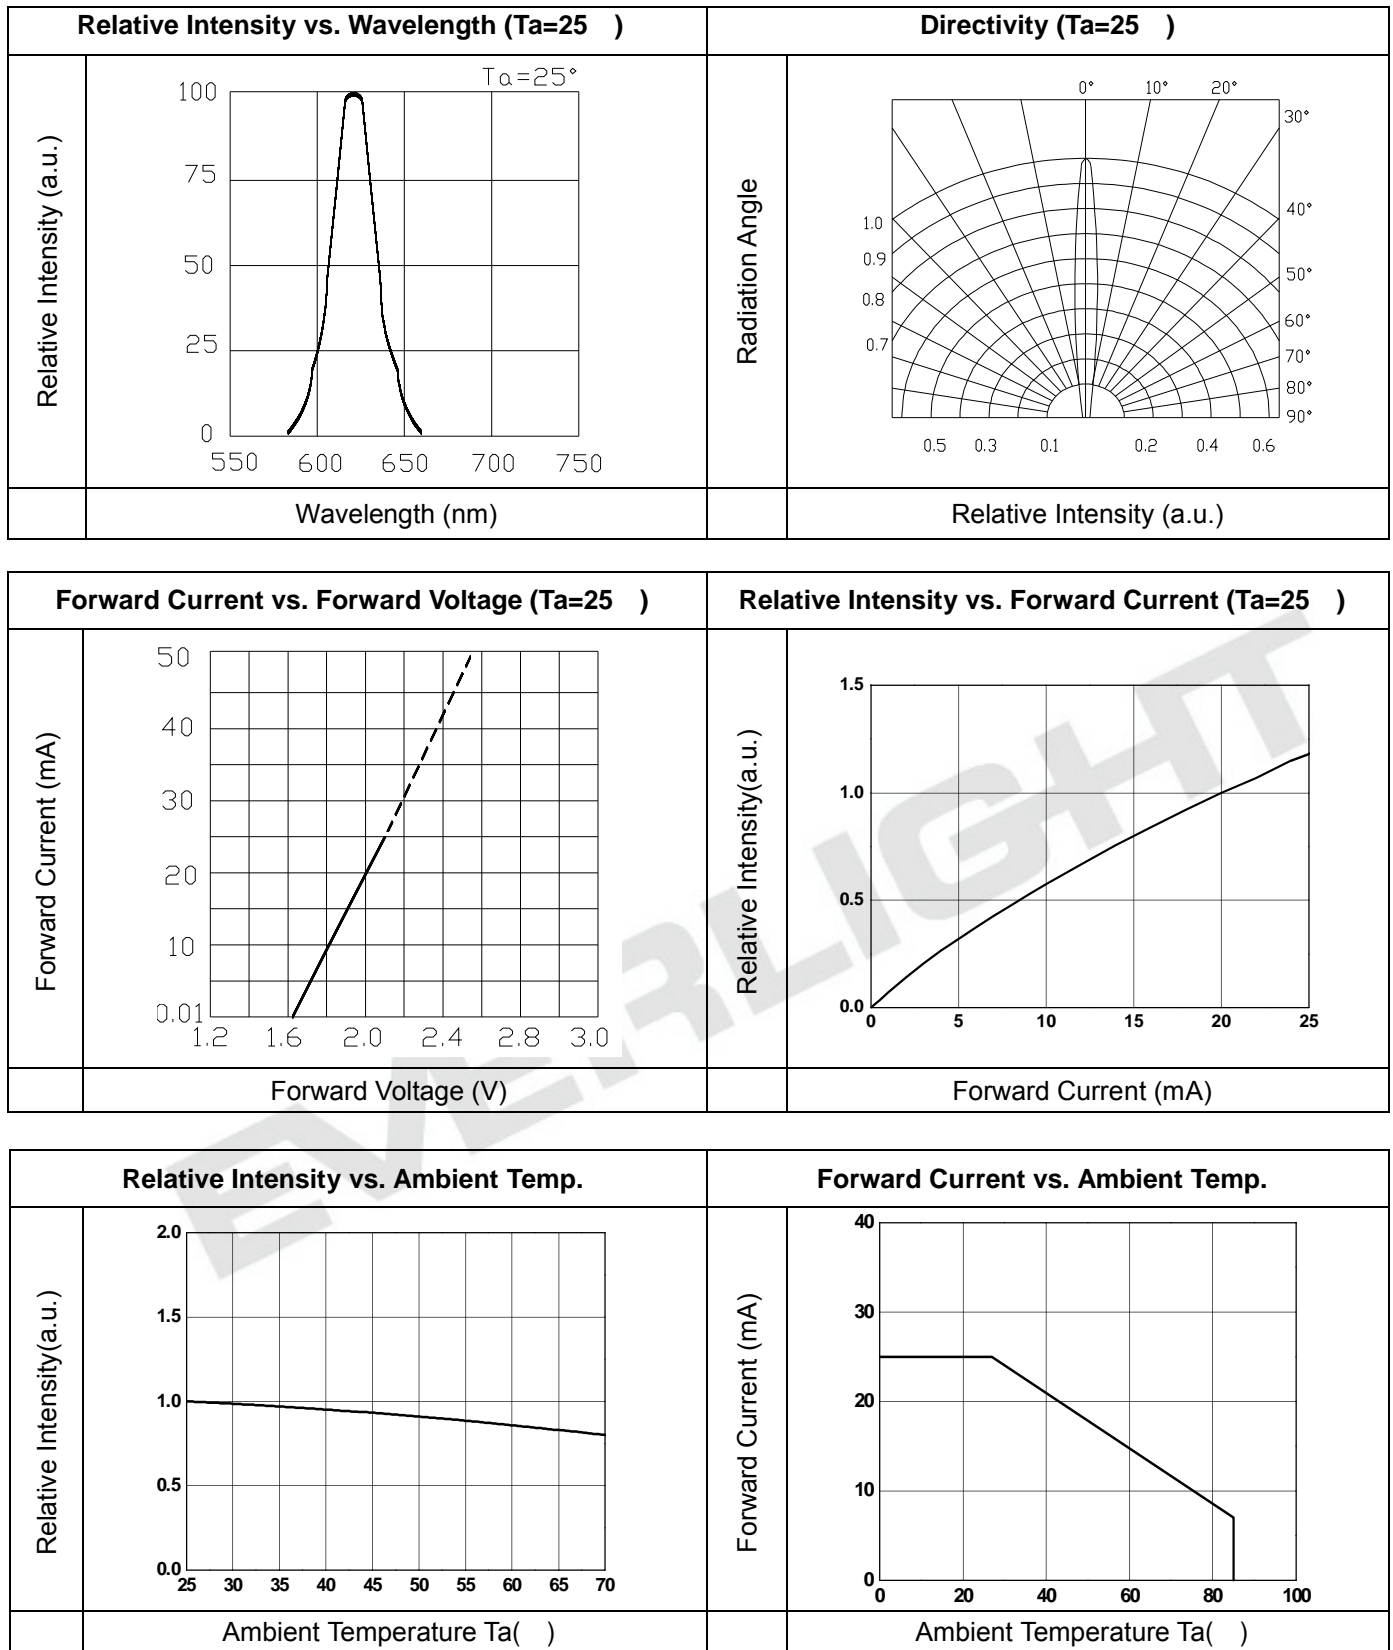 Relative Intensity vs. Wavelength (Ta=25 )
Directivity (Ta=25 )
Relative Intensity (a.u.)
Ta=25°
100
75
50
25
0
550 600 650 700 750
Wavelength (nm)
Radiation Angle
0° 10° 20°
30°
40°
50°
60°
70°
80°
90°
1.0
0.9
0.8
0.7
0.5 0.3 0.1 0.2 0.4 0.6
Relative Intensity (a.u.)
Forward Current vs. Forward Voltage (Ta=25 )
Relative Intensity vs. Forward Current (Ta=25 )
Forward Current (mA)
50
40
30
20
10
0.01
1.2 1.6 2.0 2.4 2.8 3.0
Forward Voltage (V)
Relative Intensity(a.u.)
1.5
1.0
0.5
0.0
0 5 10 15 20 25
Forward Current (mA)
EVERLIGHT
Relative Intensity vs. Ambient Temp.
Forward Current vs. Ambient Temp.
Relative Intensity(a.u.)
2.0
1.5
1.0
0.5
0.0
25 30 35 40 45 50 55 60 65 70
Ambient Temperature Ta( )
Forward Current (mA)
40
30
20
10
0
0 20 40 60 80 100
Ambient Temperature Ta( )